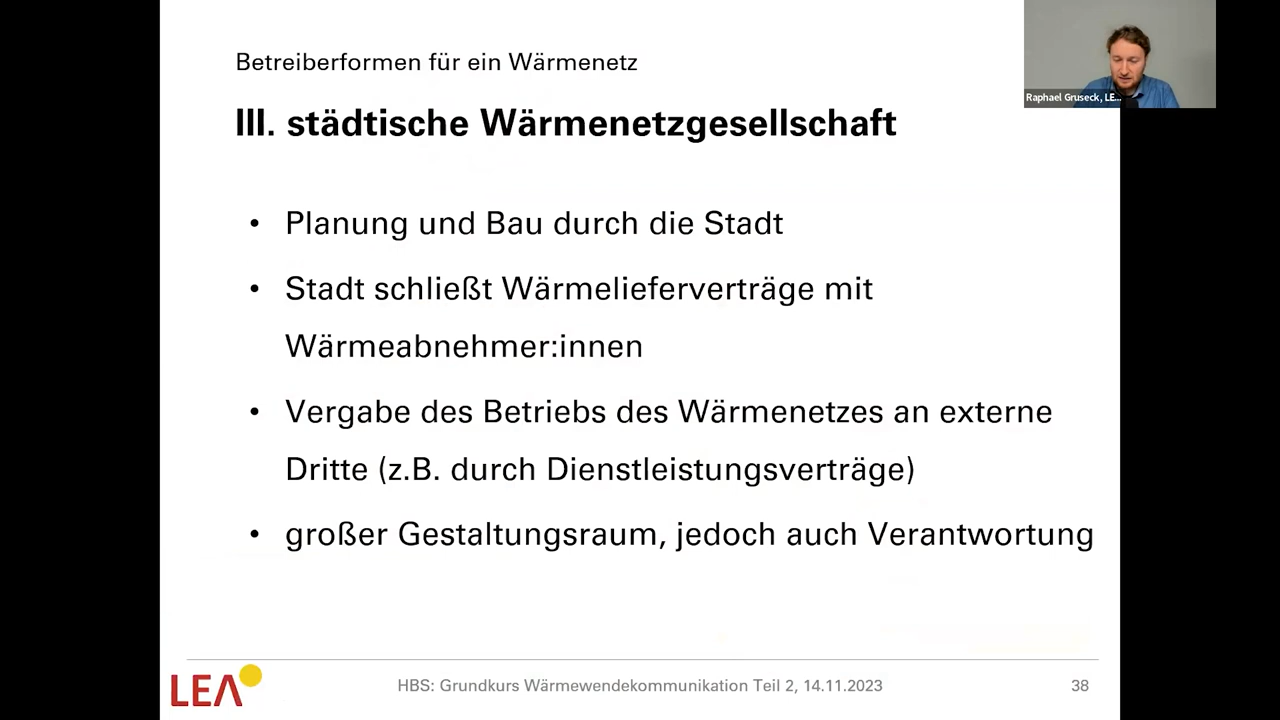 Betreiberformen für ein Wärmenetz
III. städtische Wärmenetzgesellschaft
Raphael Gruseck, LE...
• Planung und Bau durch die Stadt
• Stadt schließt Wärmelieferverträge mit
Wärmeabnehmer:innen
• Vergabe des Betriebs des Wärmenetzes an externe
Dritte (z.B. durch Dienstleistungsverträge)
• großer Gestaltungsraum, jedoch auch Verantwortung
LEA
HBS: Grundkurs Wärmewendekommunikation Teil 2, 14.11.2023
38